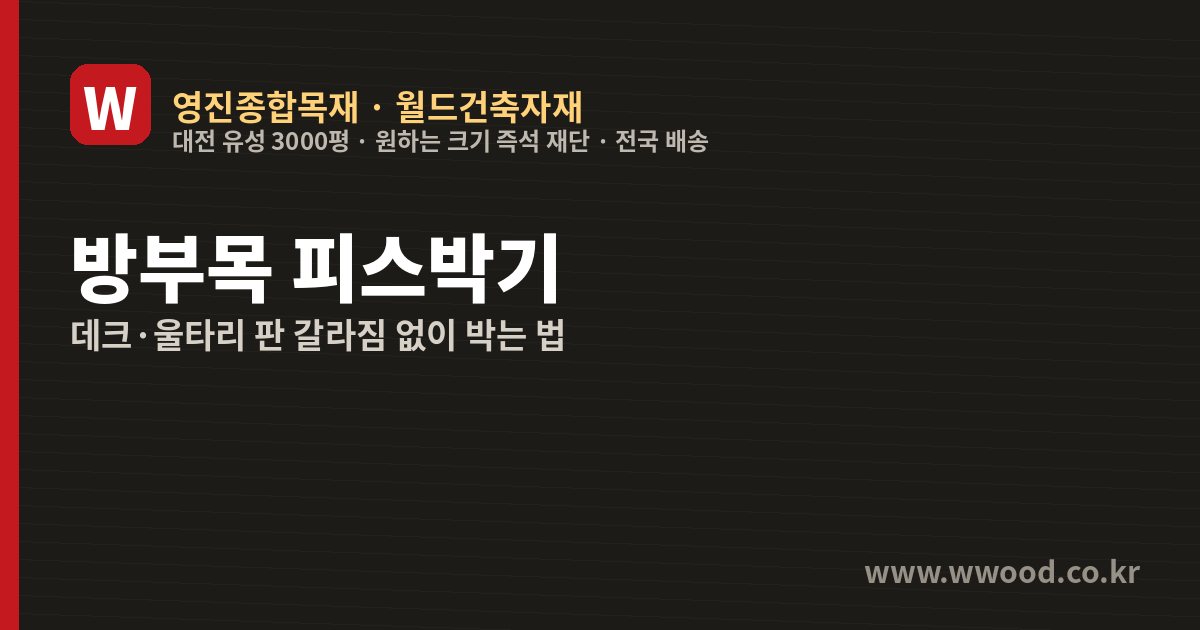 W
영진종합목재 · 월드건축자재
대전 유성 3000평 · 원하는 크기 즉석 재단 · 전국 배송
방부목 피스박기
데크·울타리 판 갈라짐 없이 박는 법
www.wwood.co.kr